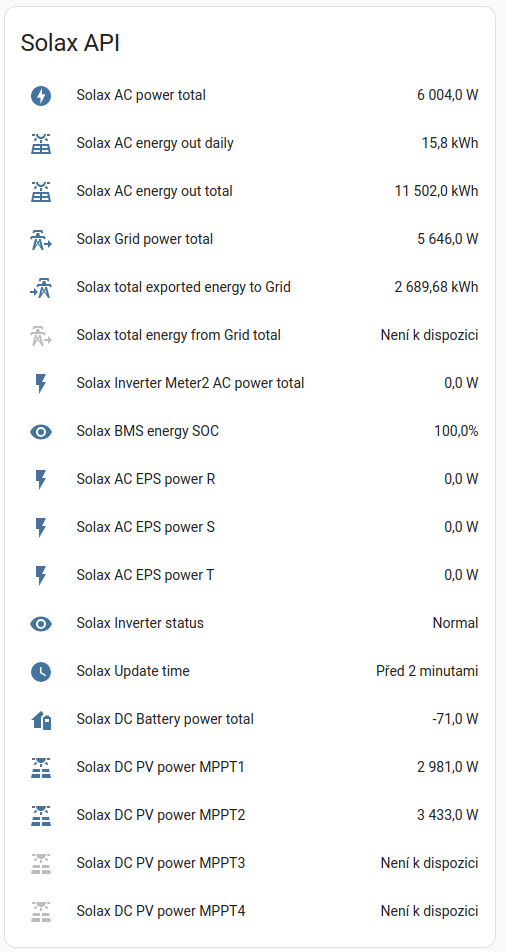 Solax API
Solax AC power total 6 004,0 W
Solax AC energy out daily 15,8 kWh
Solax AC energy out total 11 502,0 kWh
Solax Grid power total 5 646,0 W
Solax total exported energy to Grid 2 689,68 kWh
Solax total energy from Grid total Není k dispozici
Solax Inverter Meter2 AC power total 0,0 W
Solax BMS energy SOC 100,0%
Solax AC EPS power R 0,0 W
Solax AC EPS power S 0,0 W
Solax AC EPS power T 0,0 W
Solax Inverter status Normal
Solax Update time Před 2 minutami
Solax DC Battery power total -71,0 W
Solax DC PV power MPPT1 2 981,0 W
Solax DC PV power MPPT2 3 433,0 W
Solax DC PV power MPPT3 Není k dispozici
Solax DC PV power MPPT4 Není k dispozici